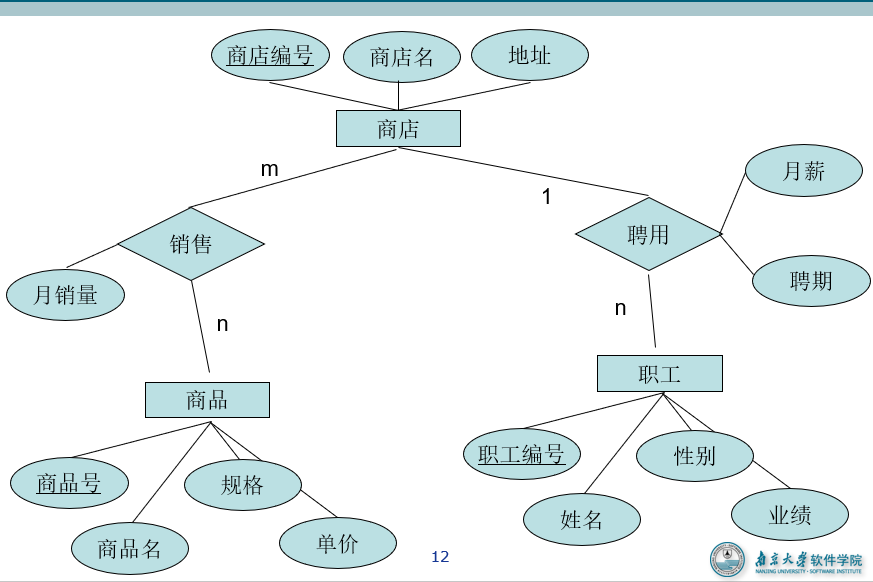 商店编号
商店名
地址
商店
m
1
月薪
销售
聘用
月销量
聘期
n
n
商品
职工
商品号
规格
职工编号
性别
商品名
单价
姓名
业绩
12
南京大学软件学院
NANJING UNIVERSITY · SOFTWARE INSTITUTE